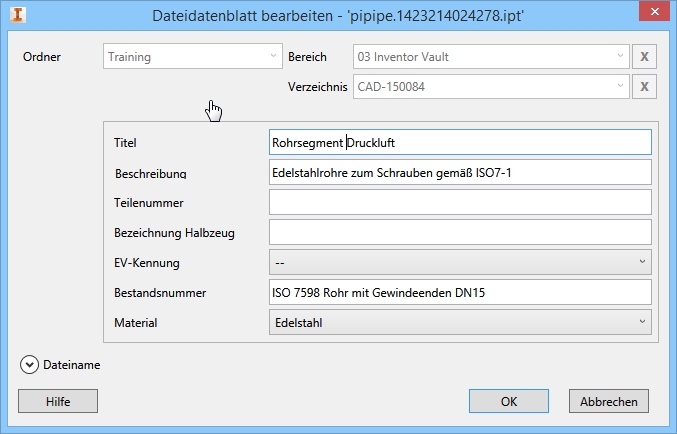 Dateidatenblatt bearbeiten - 'pipipe.1423214024278.ipt'
Ordner Training Bereich 03 Inventor Vault X
Verzeichnis CAD-150084 X
Titel Rohrsegment Druckluft
Beschreibung Edelstahlrohre zum Schrauben gemäß ISO7-1
Teilenummer
Bezeichnung Halbzeug
EV-Kennung --
Bestandsnummer ISO 7598 Rohr mit Gewindeenden DN15
Material Edelstahl
Dateiname
Hilfe OK Abbrechen